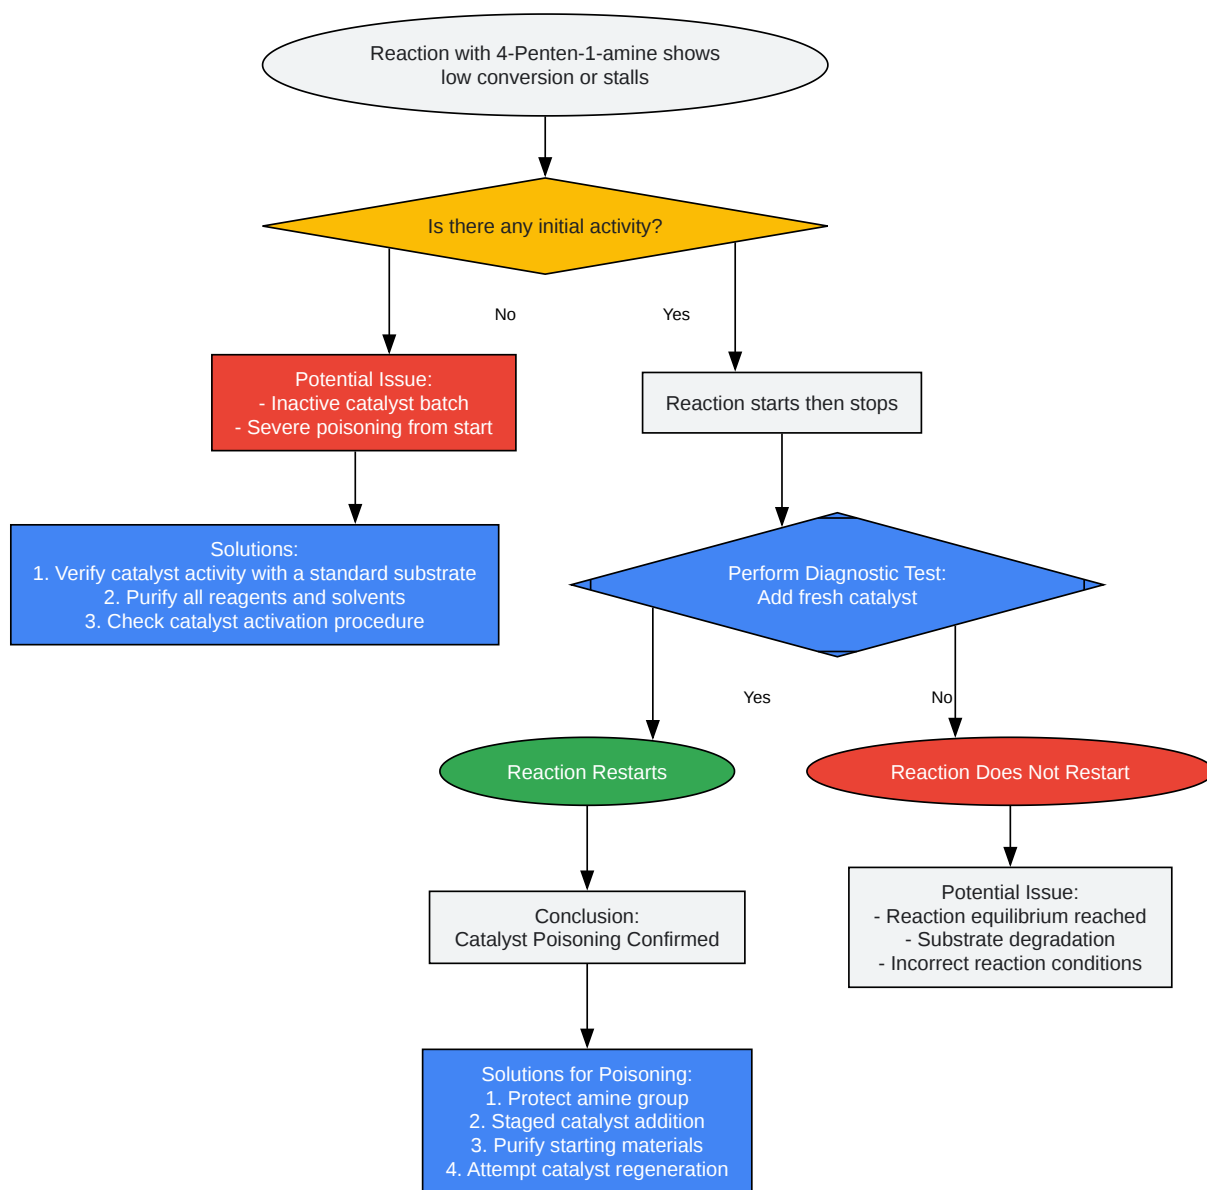 Reaction with 4-Penten-1-amine shows
low conversion or stalls
Is there any initial activity?
No
Yes
Potential Issue:
- Inactive catalyst batch
- Severe poisoning from start
Reaction starts then stops
Solutions:
1. Verify catalyst activity with a standard substrate
2. Purify all reagents and solvents
3. Check catalyst activation procedure
Perform Diagnostic Test:
Add fresh catalyst
Yes
No
Reaction Restarts
Reaction Does Not Restart
Conclusion:
Catalyst Poisoning Confirmed
Potential Issue:
- Reaction equilibrium reached
- Substrate degradation
- Incorrect reaction conditions
Solutions for Poisoning:
1. Protect amine group
2. Staged catalyst addition
3. Purify starting materials
4. Attempt catalyst regeneration